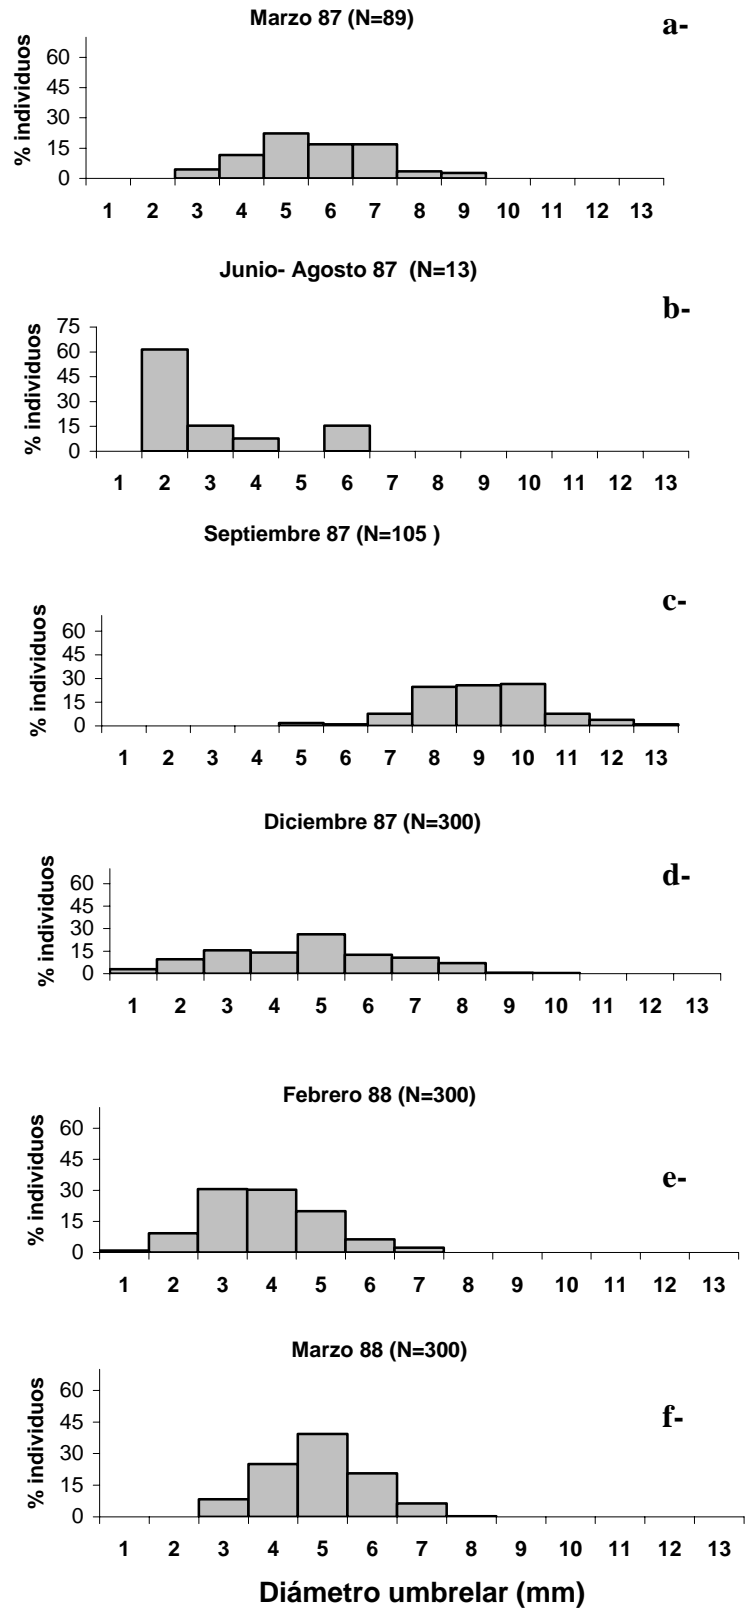 Marzo 87 (N=89)
a-
% individuos
60
45
30
15
0
1 2 3 4 5 6 7 8 9 10 11 12 13
Junio- Agosto 87 (N=13)
b-
% individuos
75
60
45
30
15
0
1 2 3 4 5 6 7 8 9 10 11 12 13
Septiembre 87 (N=105 )
c-
% individuos
60
45
30
15
0
1 2 3 4 5 6 7 8 9 10 11 12 13
Diciembre 87 (N=300)
d-
% individuos
60
45
30
15
0
1 2 3 4 5 6 7 8 9 10 11 12 13
Febrero 88 (N=300)
e-
% individuos
60
45
30
15
0
1 2 3 4 5 6 7 8 9 10 11 12 13
Marzo 88 (N=300)
f-
% individuos
60
45
30
15
0
1 2 3 4 5 6 7 8 9 10 11 12 13
Diámetro umbrelar (mm)